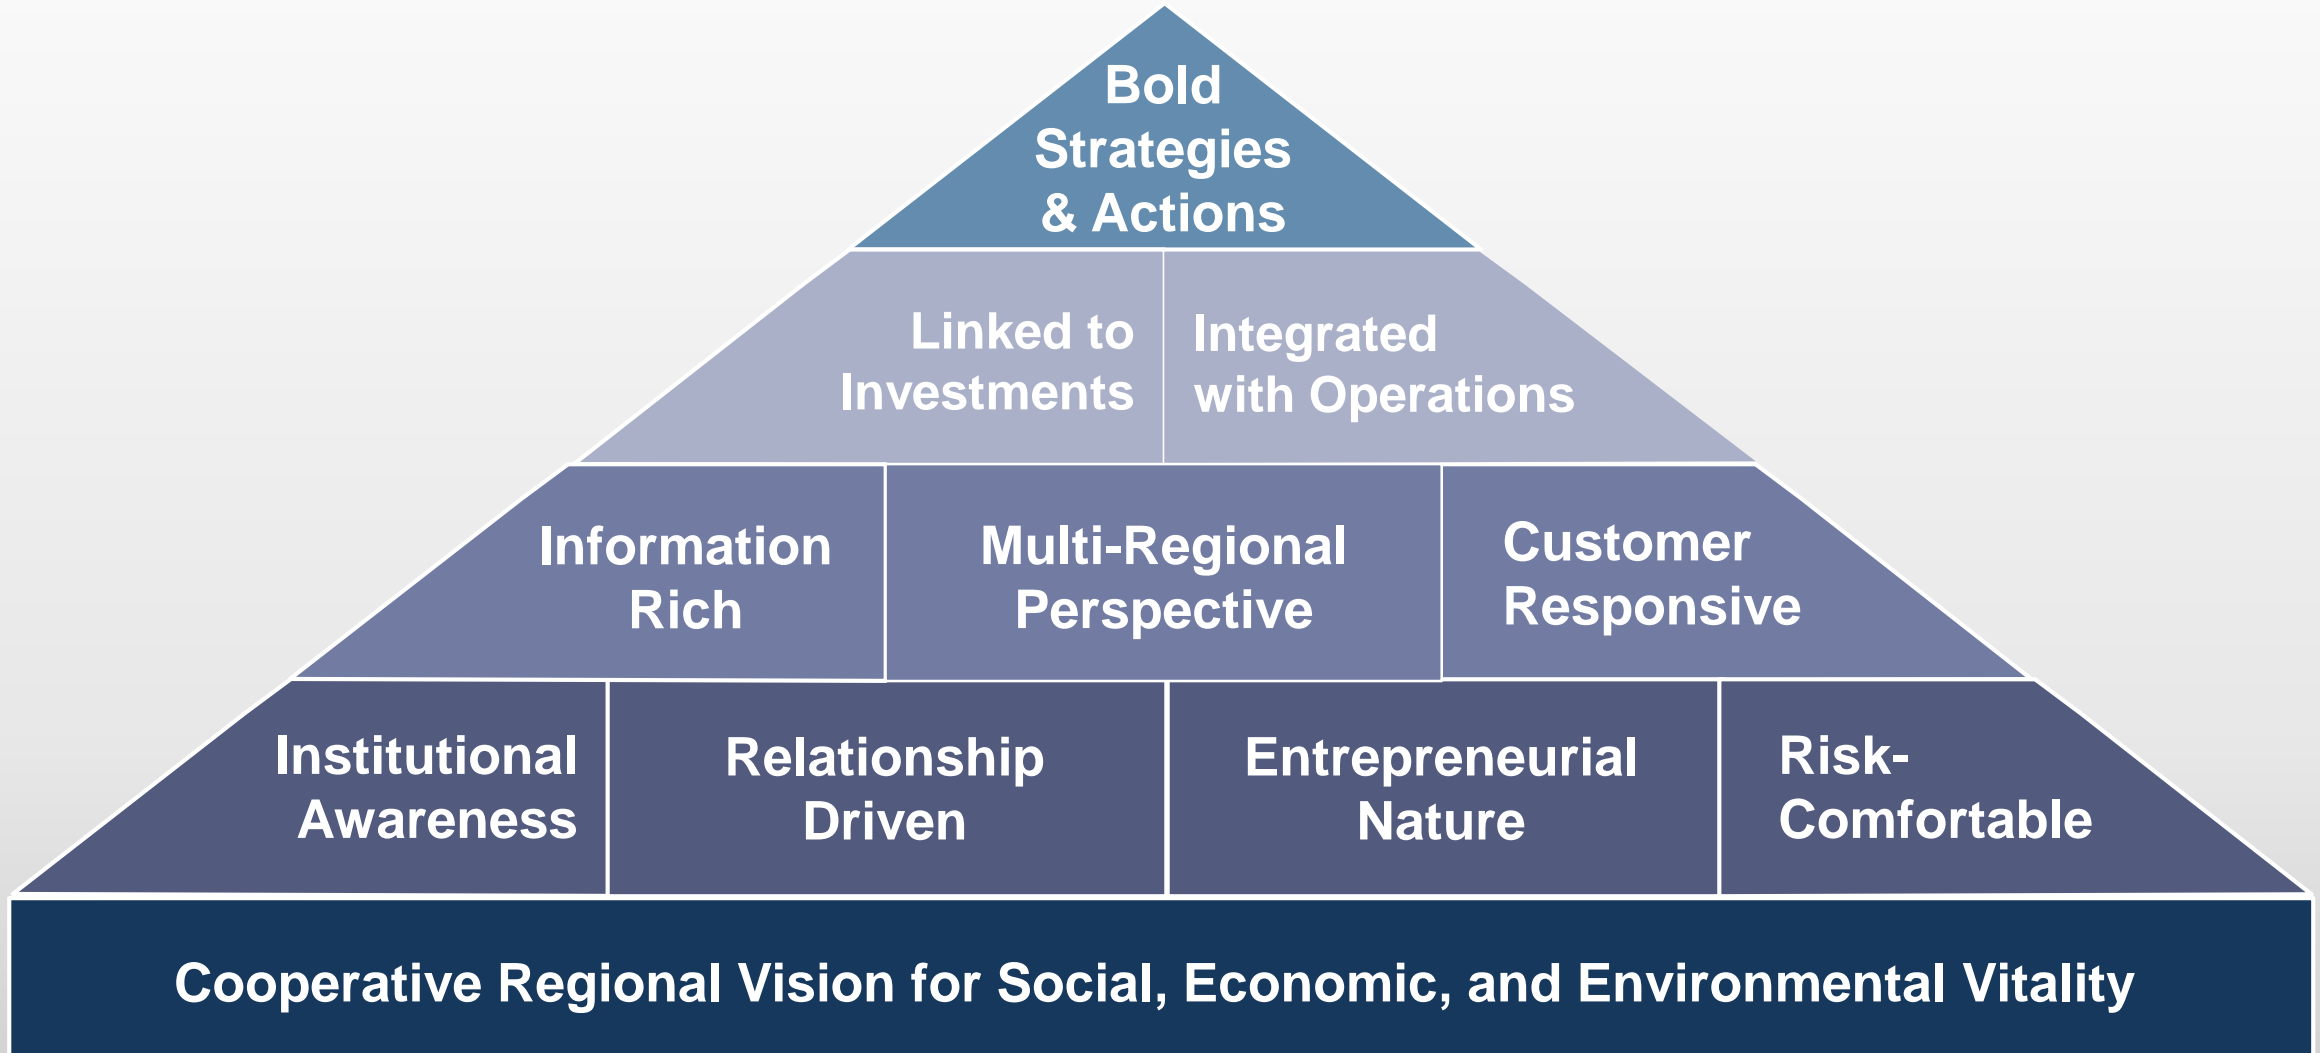 Bold
Strategies
& Actions
Linked to
Investments
Integrated
with Operations
Information
Rich
Multi-Regional
Perspective
Customer
Responsive
Institutional
Awareness
Relationship
Driven
Entrepreneurial
Nature
Risk-
Comfortable
Cooperative Regional Vision for Social, Economic, and Environmental Vitality